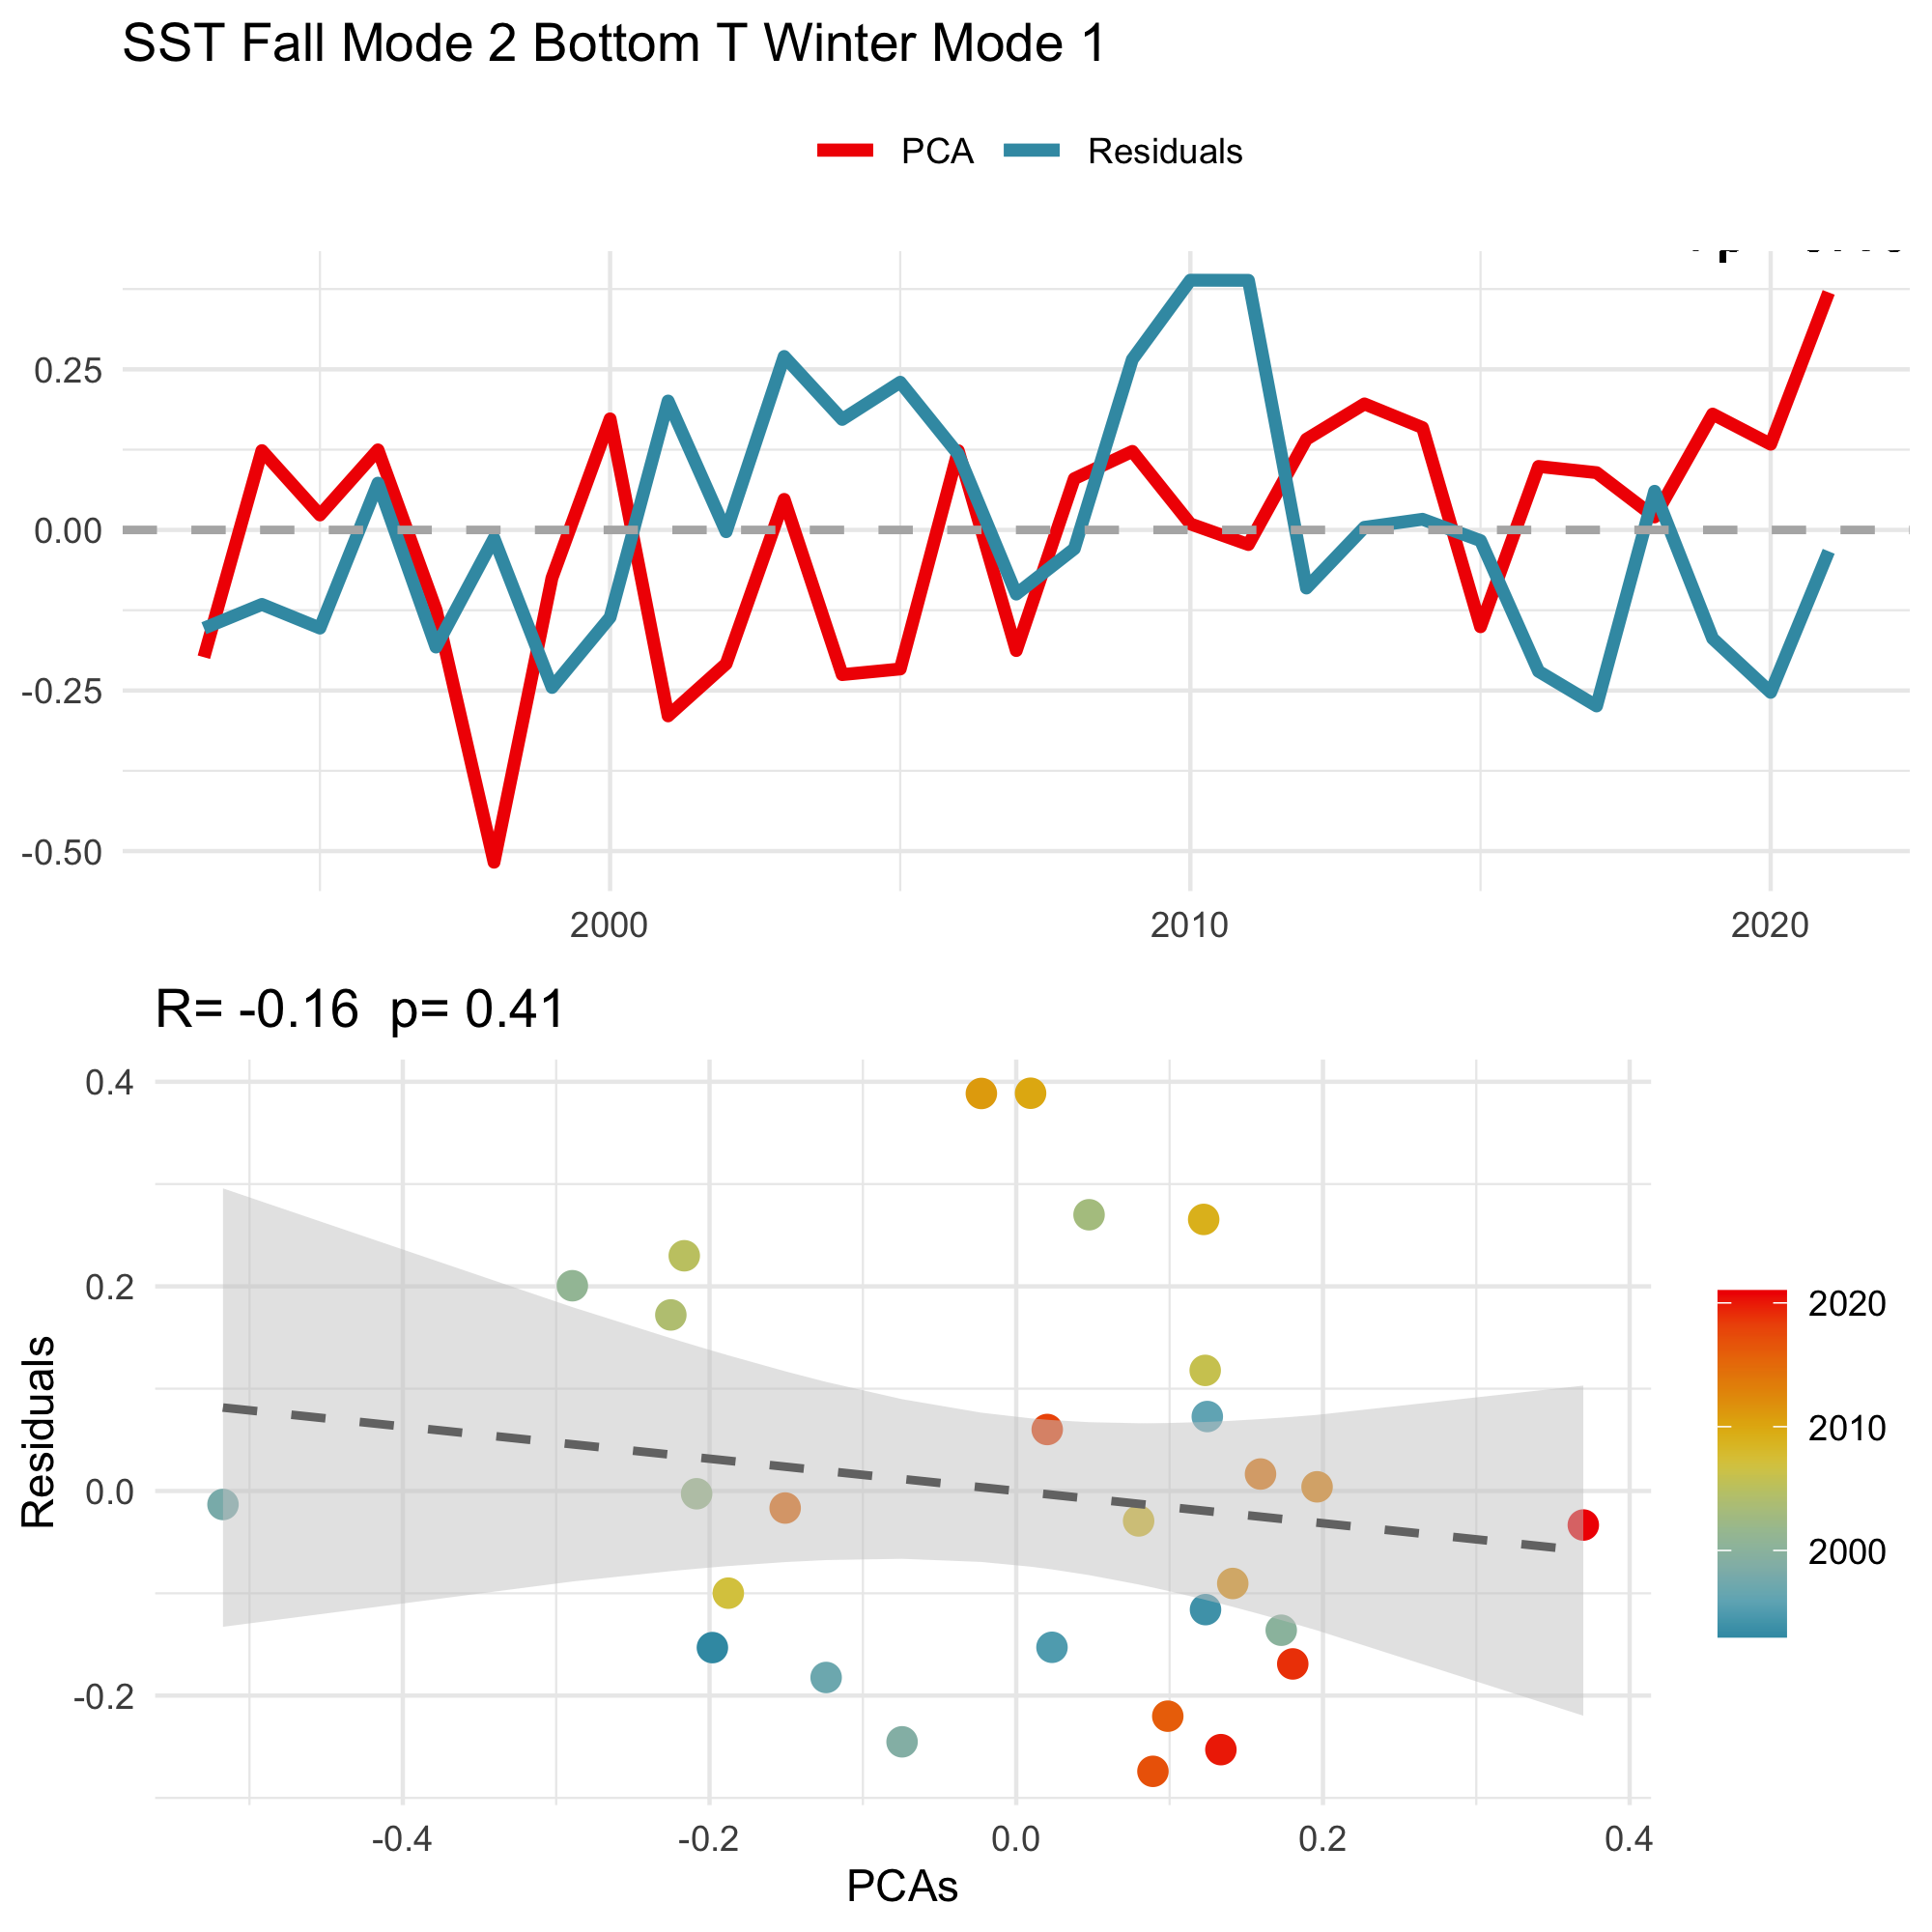 SST Fall Mode 2 Bottom T Winter Mode 1
PCA Residuals
0.25
0.00
-0.25
-0.50
2000 2010 2020
R= -0.16 p= 0.41
0.4
0.2
0.0
-0.2
Residuals
-0.4 -0.2 0.0 0.2 0.4
PCAs
2020
2010
2000